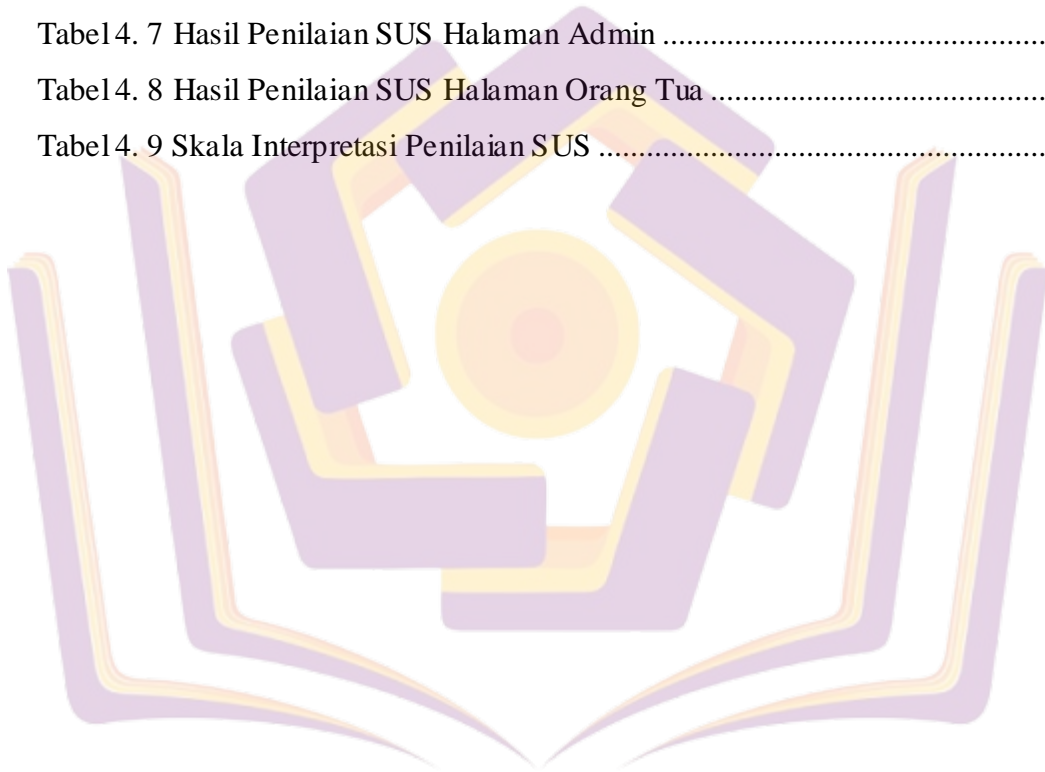 Tabel 4. 7 Hasil Penilaian SUS Halaman Admin ..........................................
Tabel 4. 8 Hasil Penilaian SUS Halaman Orang Tua ....................................
Tabel 4. 9 Skala Interpretasi Penilaian SUS ................................................